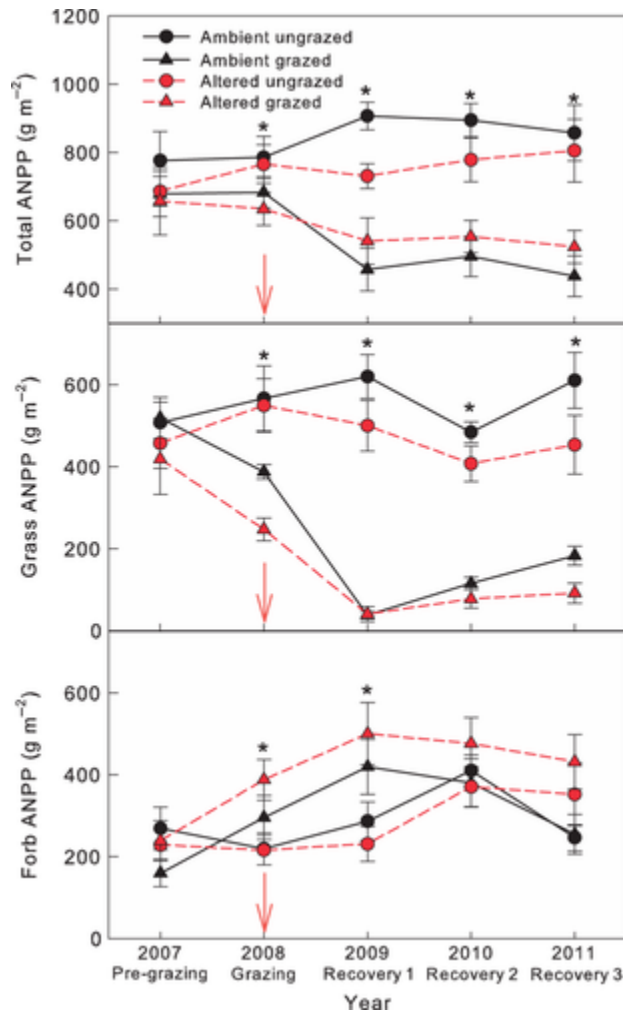 1200
1000
800
600
400
Total ANPP (g m⁻²)
Ambient ungrazed
Ambient grazed
Altered ungrazed
Altered grazed
* * * *
600
400
200
0
Grass ANPP (g m⁻²)
* * * *
600
400
200
0
Forb ANPP (g m⁻²)
* *
2007 2008 2009 2010 2011
Pre-grazing Grazing Recovery 1 Recovery 2 Recovery 3
Year